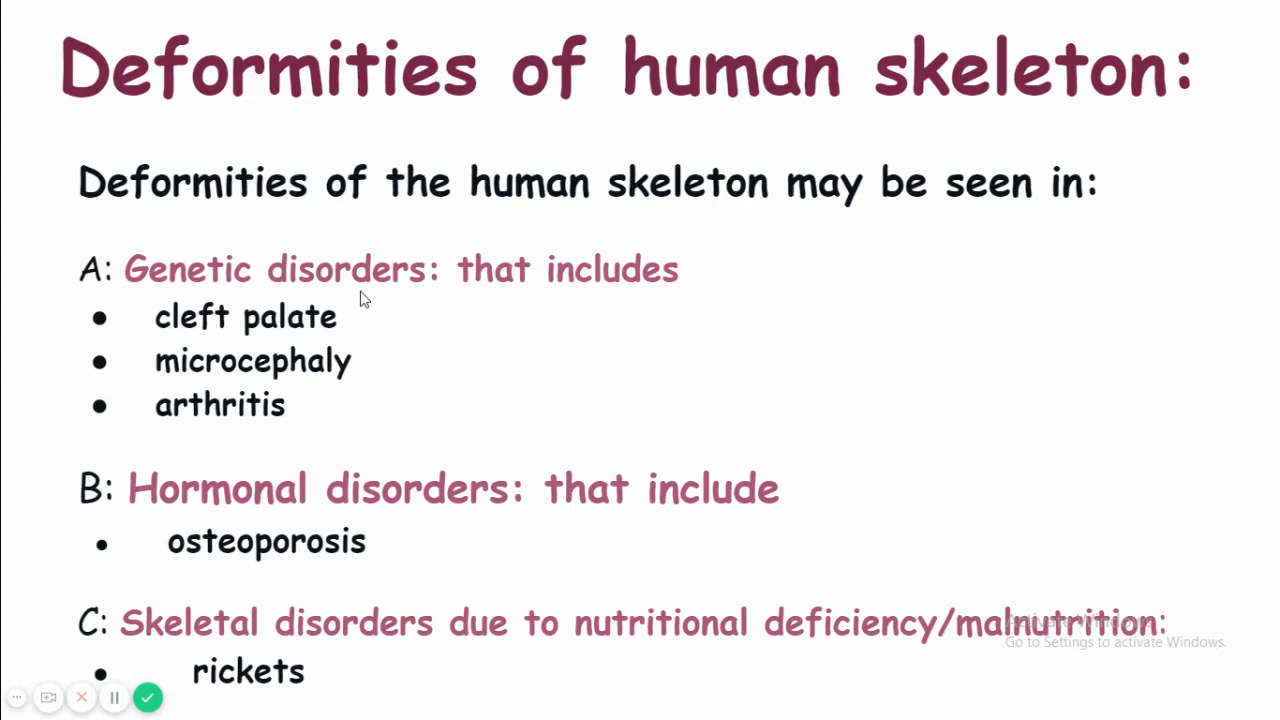 Deformities of human skeleton:
Deformities of the human skeleton may be seen in:
A: Genetic disorders: that includes
● cleft palate
● microcephaly
● arthritis
B: Hormonal disorders: that include
● osteoporosis
C: Skeletal disorders due to nutritional deficiency/malnutrition:
Activate Windows
Go to Settings to activate Windows.
● rickets